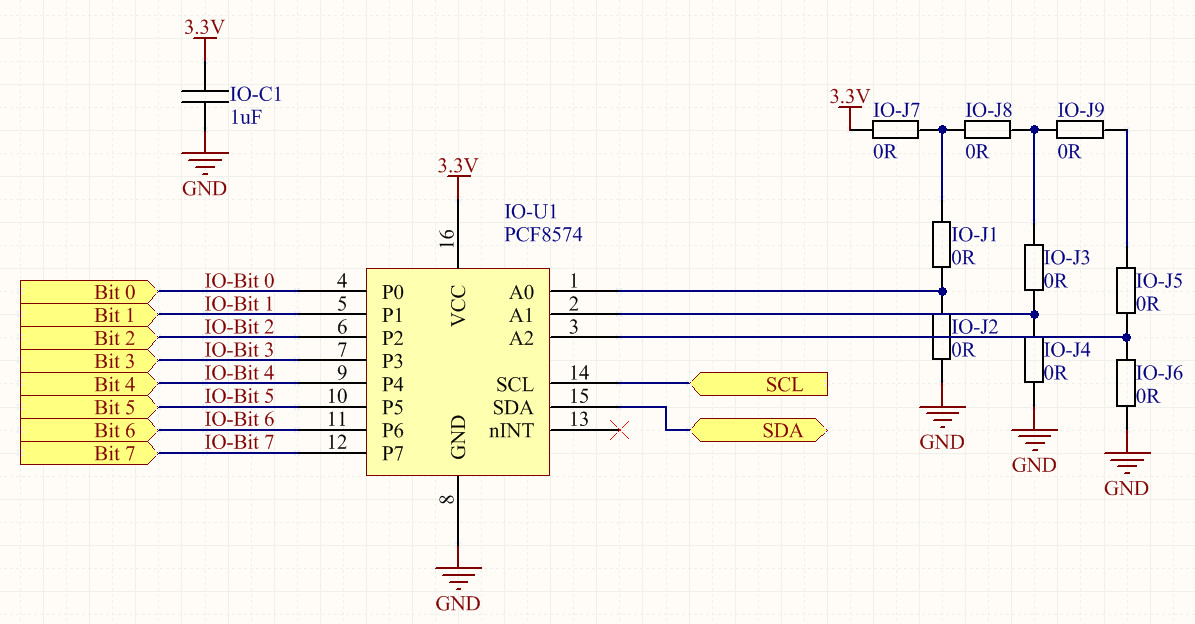 3.3V
IO-C1
1uF
GND
3.3V
IO-J7
IO-J8
IO-J9
0R
0R
0R
3.3V
16
IO-U1
PCF8574
IO-J1
0R
IO-J3
0R
IO-J5
0R
IO-J2
0R
IO-J4
0R
IO-J6
0R
GND
GND
GND
Bit 0 IO-Bit 0 4 P0
Bit 1 IO-Bit 1 5 P1
Bit 2 IO-Bit 2 6 P2
Bit 3 IO-Bit 3 7 P3
Bit 4 IO-Bit 4 9 P4
Bit 5 IO-Bit 5 10 P5
Bit 6 IO-Bit 6 11 P6
Bit 7 IO-Bit 7 12 P7
VCC
GND
A0 1
A1 2
A2 3
SCL 14 SCL
SDA 15 SDA
nINT 13
8
GND